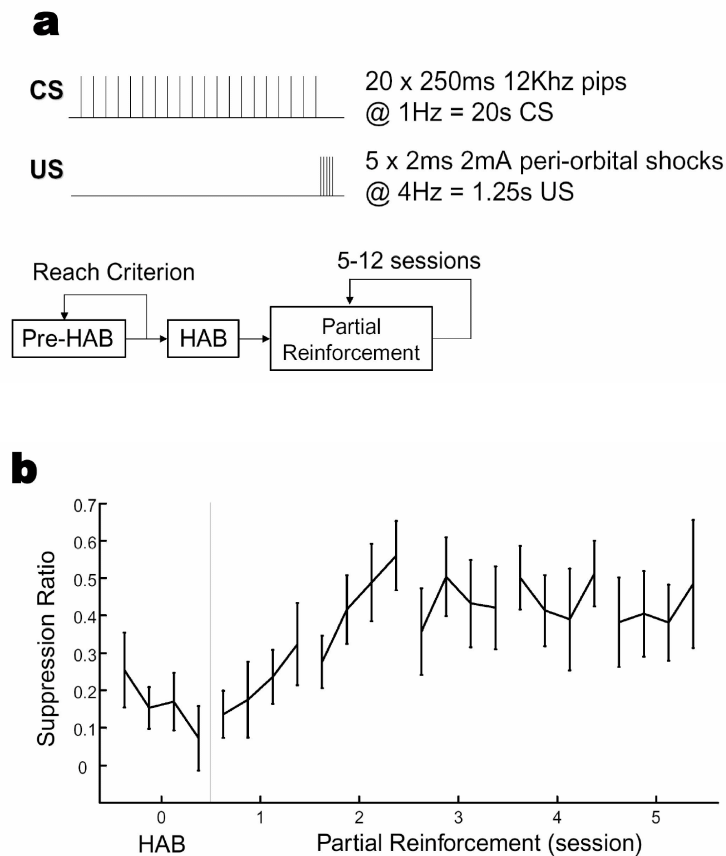 a
CS
20 x 250ms 12Khz pips
@ 1Hz = 20s CS
US
5 x 2ms 2mA peri-orbital shocks
@ 4Hz = 1.25s US
Reach Criterion
5-12 sessions
Pre-HAB
HAB
Partial
Reinforcement
b
Suppression Ratio
0.7
0.6
0.5
0.4
0.3
0.2
0.1
0
0 1 2 3 4 5
HAB Partial Reinforcement (session)